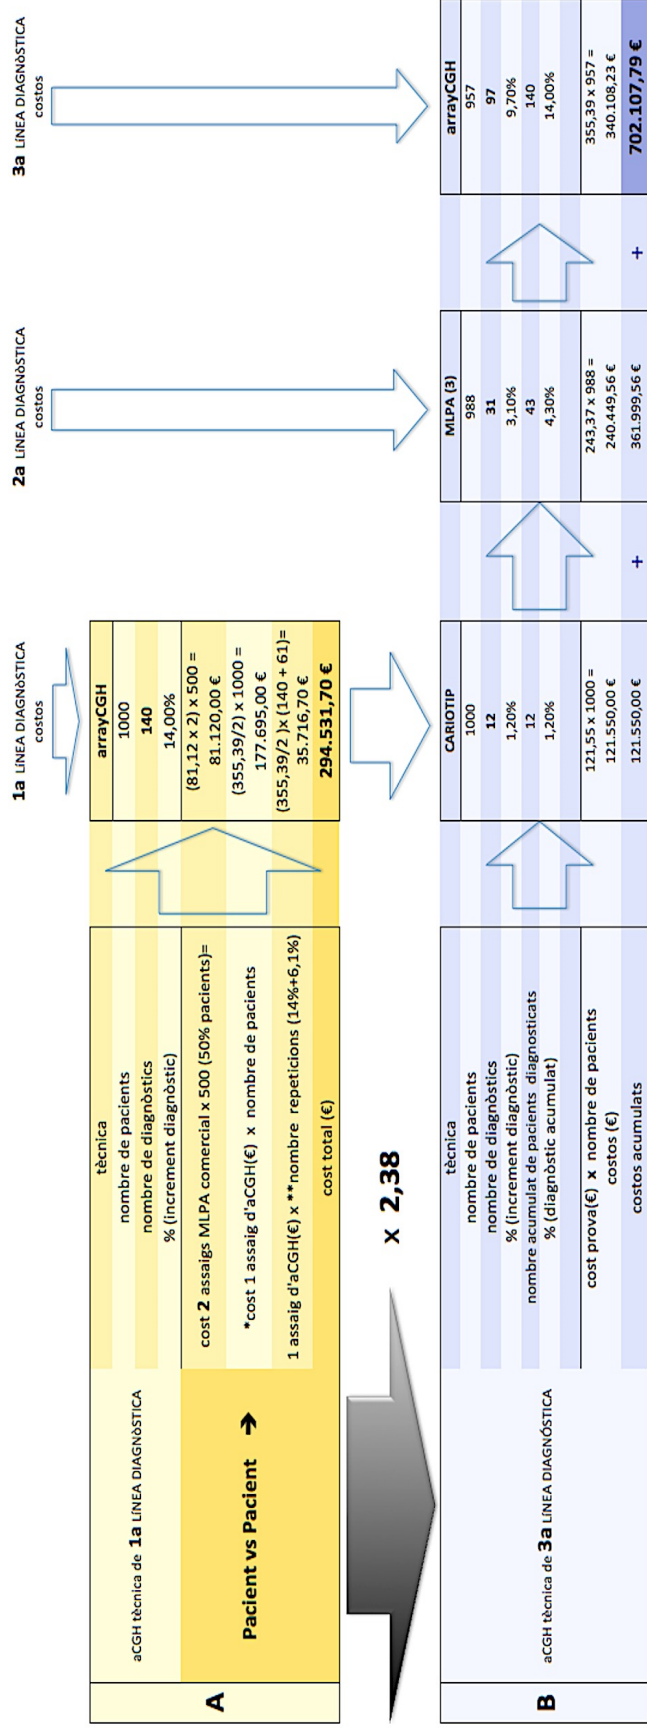 1a LÍNEA DIAGNÒSTICA
costos
2a LÍNEA DIAGNÒSTICA
costos
3a LÍNEA DIAGNÒSTICA
costos
A
aCGH tècnica de 1a LÍNEA DIAGNÒSTICA
Pacient vs Pacient ➔
tècnica
nombre de pacients
nombre de diagnòstics
% (increment diagnòstic)
cost 2 assaigs MLPA comercial x 500 (50% pacients)=
*cost 1 assaig d'aCGH(€) x nombre de pacients
1 assaig d'aCGH(€) x **nombre repeticions (14%+6,1%)
cost total (€)
arrayCGH
1000
140
14,00%
(81,12 x 2) x 500 =
81.120,00 €
(355,39/2) x 1000 =
177.695,00 €
(355,39/2 )x (140 + 61)=
35.716,70 €
294.531,70 €
x 2,38
B
aCGH tècnica de 3a LÍNEA DIAGNÓSTICA
tècnica
nombre de pacients
nombre de diagnòstics
% (increment diagnòstic)
nombre acumulat de pacients diagnosticats
% (diagnòstic acumulat)
cost prova(€) x nombre de pacients
costos (€)
costos acumulats
CARIOTIP
1000
12
1,20%
12
1,20%
121,55 x 1000 =
121.550,00 €
121.550,00 €
+
MLPA (3)
988
31
3,10%
43
4,30%
243,37 x 988 =
240.449,56 €
361.999,56 €
+
arrayCGH
957
97
9,70%
140
14,00%
355,39 x 957 =
340.108,23 €
702.107,79 €